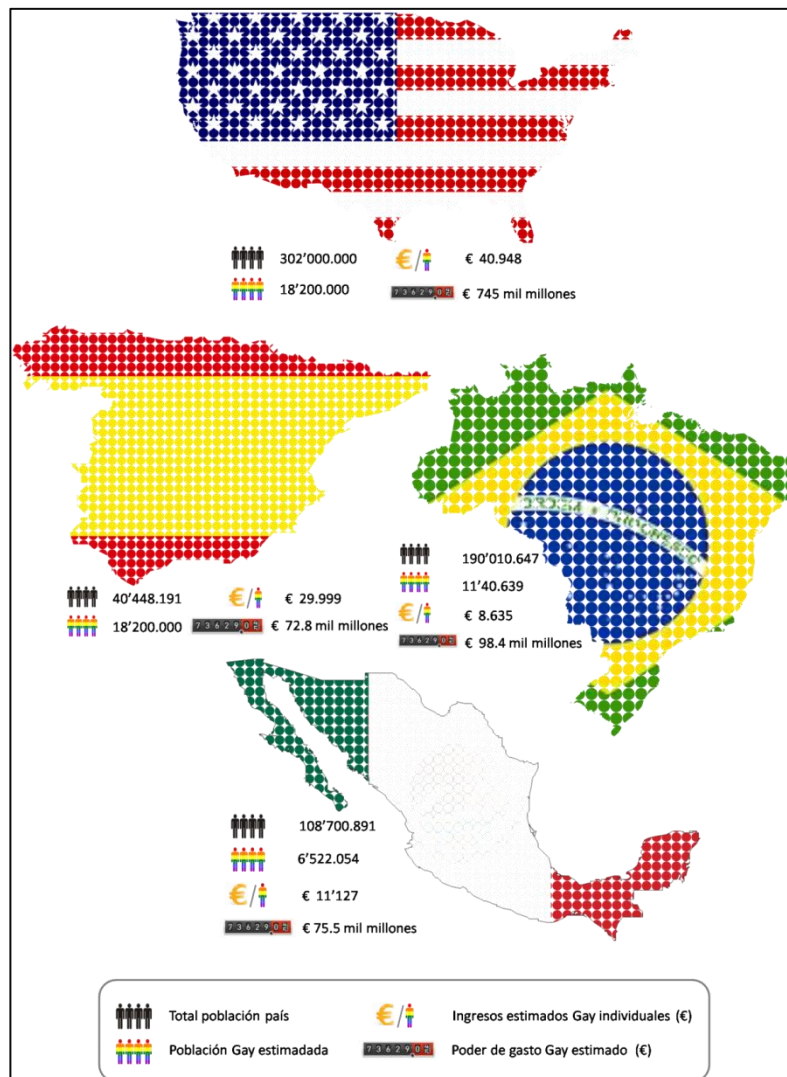 302’000.000
€ 40.948
18’200.000
€ 745 mil millones
ORDEM E PROGRESSO
190’010.647
11’40.639
€ 8.635
€ 98.4 mil millones
40’448.191
€ 29.999
18’200.000
€ 72.8 mil millones
108’700.891
6’522.054
€ 11’127
€ 75.5 mil millones
Total población país
€/ Ingresos estimados Gay individuales (€)
Población Gay estimadada
Poder de gasto Gay estimado (€)